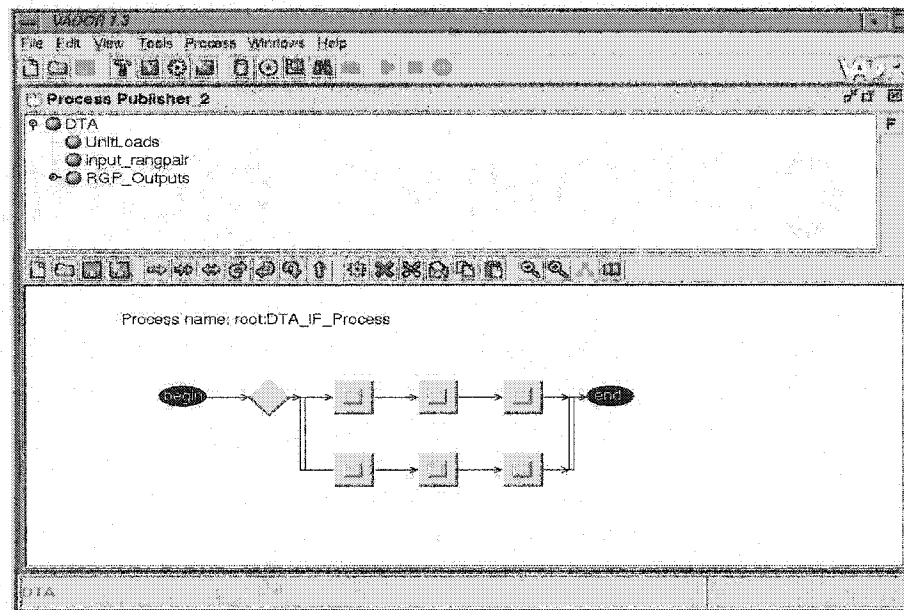 VADOR 1.3
File Edit View Tools Process Windows Help
VADOR
Process Publisher_2
DTA
UnitLoads
input_rangpair
RGP_Outputs
F
Process name: root:DTA_IF_Process
begin
end
DTA